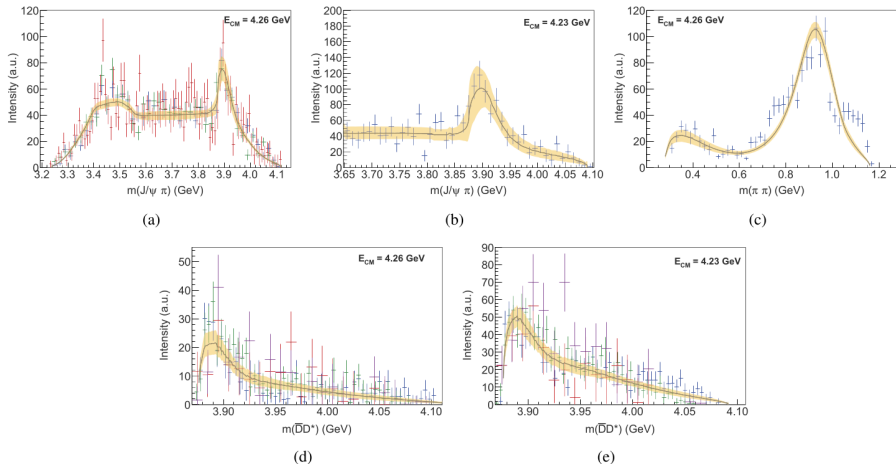 E_CM = 4.26 GeV
Intensity (a.u.)
120
100
80
60
40
20
0
3.2 3.3 3.4 3.5 3.6 3.7 3.8 3.9 4.0 4.1
m(J/ψ π) (GeV)
(a)
E_CM = 4.23 GeV
Intensity (a.u.)
200
180
160
140
120
100
80
60
40
20
0
3.65 3.70 3.75 3.80 3.85 3.90 3.95 4.00 4.05 4.10
m(J/ψ π) (GeV)
(b)
E_CM = 4.26 GeV
Intensity (a.u.)
120
100
80
60
40
20
0
0.4 0.6 0.8 1.0 1.2
m(π π) (GeV)
(c)
E_CM = 4.26 GeV
Intensity (a.u.)
50
40
30
20
10
0
3.90 3.95 4.00 4.05 4.10
m(D̅D*) (GeV)
(d)
E_CM = 4.23 GeV
Intensity (a.u.)
90
80
70
60
50
40
30
20
10
0
3.90 3.95 4.00 4.05 4.10
m(D̅D*) (GeV)
(e)